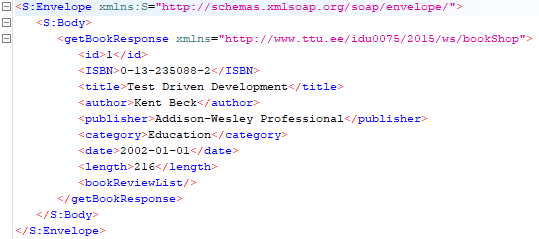 <S:Envelope xmlns:S="http://schemas.xmlsoap.org/soap/envelope/">
<S:Body>
<getBookResponse xmlns="http://www.ttu.ee/idu0075/2015/ws/bookShop">
<id>1</id>
<ISBN>0-13-235088-2</ISBN>
<title>Test Driven Development</title>
<author>Kent Beck</author>
<publisher>Addison-Wesley Professional</publisher>
<category>Education</category>
<date>2002-01-01</date>
<length>216</length>
<bookReviewList/>
</getBookResponse>
</S:Body>
</S:Envelope>